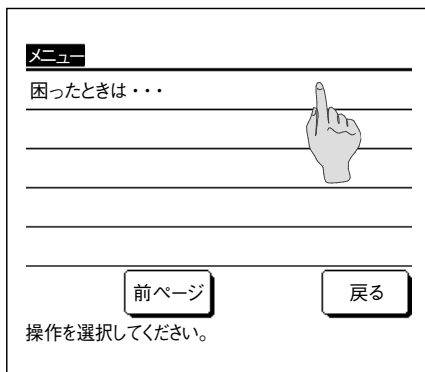 メニュー
困ったときは・・・
前ページ 戻る
操作を選択してください。